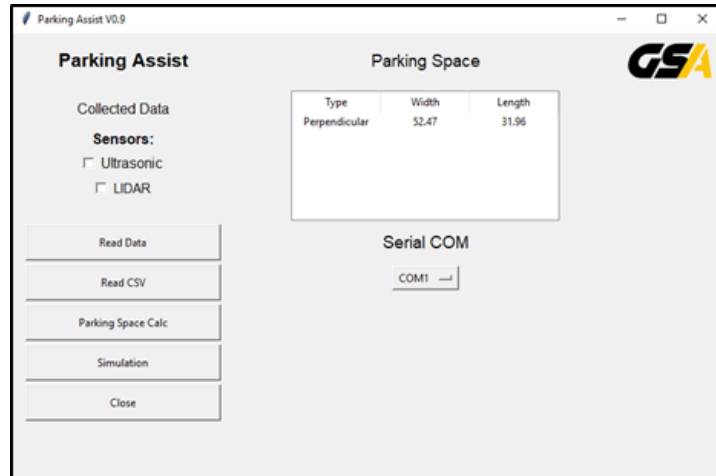 Parking Assist V0.9
Parking Assist
Collected Data
Sensors:
Ultrasonic
LIDAR
Read Data
Read CSV
Parking Space Calc
Simulation
Close
Parking Space
Type Width Length
Perpendicular 52.47 31.96
Serial COM
COM1
GSA